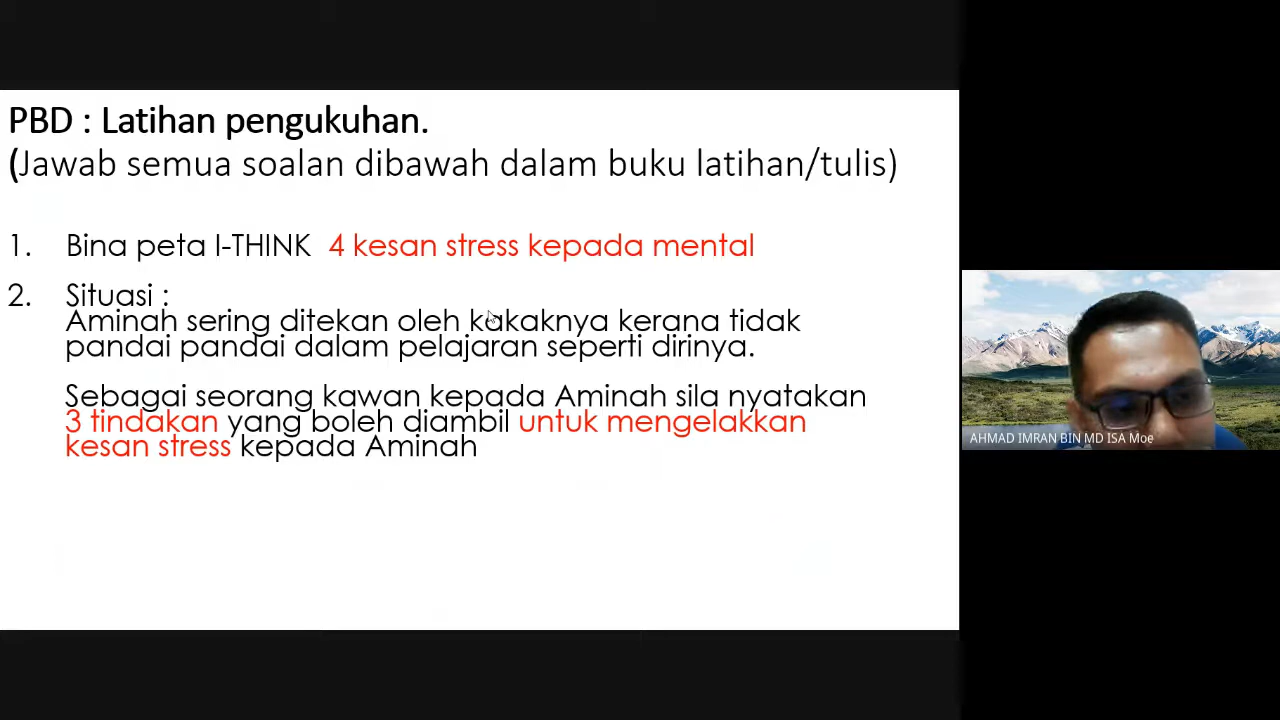 PBD : Latihan pengukuhan.
(Jawab semua soalan dibawah dalam buku latihan/tulis)
1. Bina peta I-THINK 4 kesan stress kepada mental
2. Situasi :
Aminah sering ditekan oleh kakaknya kerana tidak
pandai pandai dalam pelajaran seperti dirinya.
Sebagai seorang kawan kepada Aminah sila nyatakan
3 tindakan yang boleh diambil untuk mengelakkan
kesan stress kepada Aminah
AHMAD IMRAN BIN MD ISA Moe